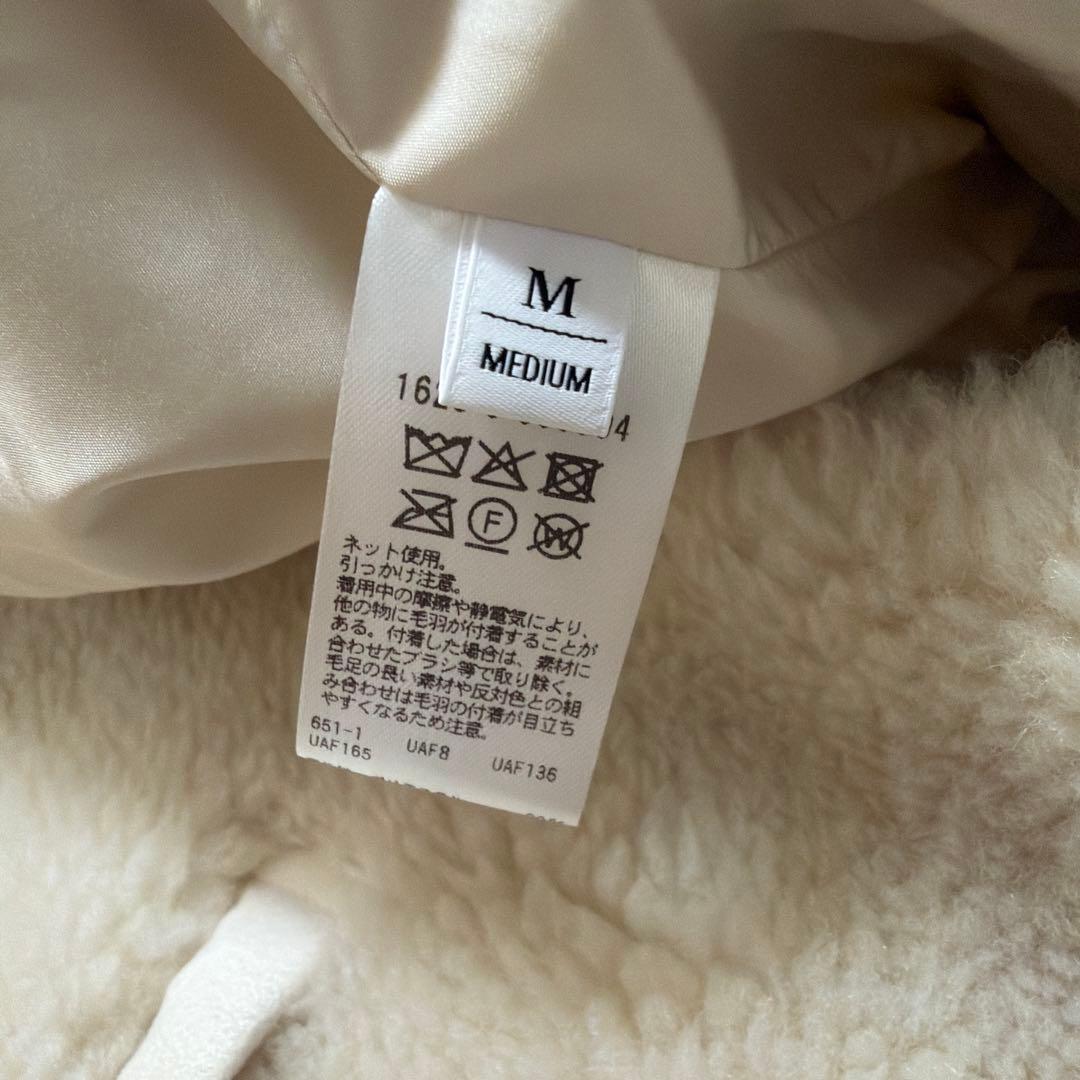 M
MEDIUM
ネット使用。
引っかけ注意。
着用中の摩擦や静電気により、
他の物に毛羽が付着することが
ある。付着した場合は、素材に
合わせたブラシ等で取り除く。
毛足の長い素材や反対色との組
み合わせは毛羽の付着が目立ち
やすくなるため注意。
651-1
UAF165 UAF8 UAF136